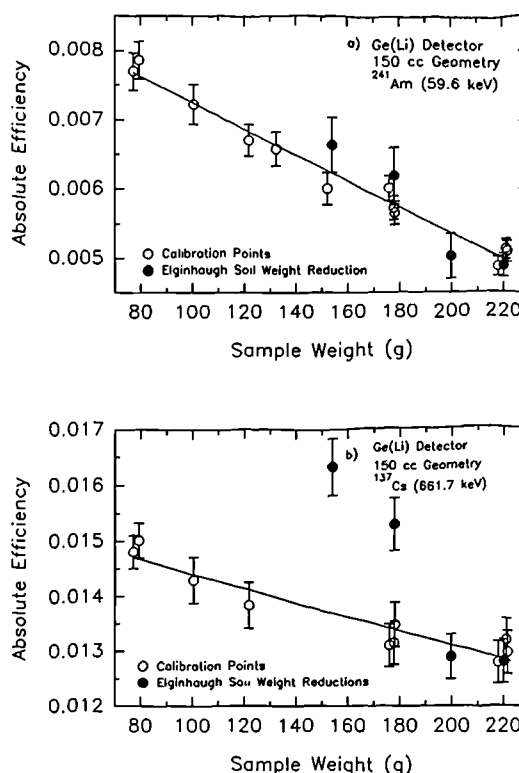 0.008
0.007
0.006
0.005
Absolute Efficiency
a) Ge(Li) Detector
150 cc Geometry
241Am (59.6 keV)
○ Calibration Points
● Elginhaugh Soil Weight Reduction
80 100 120 140 160 180 200 220
Sample Weight (g)
0.017
0.016
0.015
0.014
0.013
0.012
Absolute Efficiency
b) Ge(Li) Detector
150 cc Geometry
137Cs (661.7 keV)
○ Calibration Points
● Elginhaugh Soil Weight Reductions
80 100 120 140 160 180 200 220
Sample Weight (g)